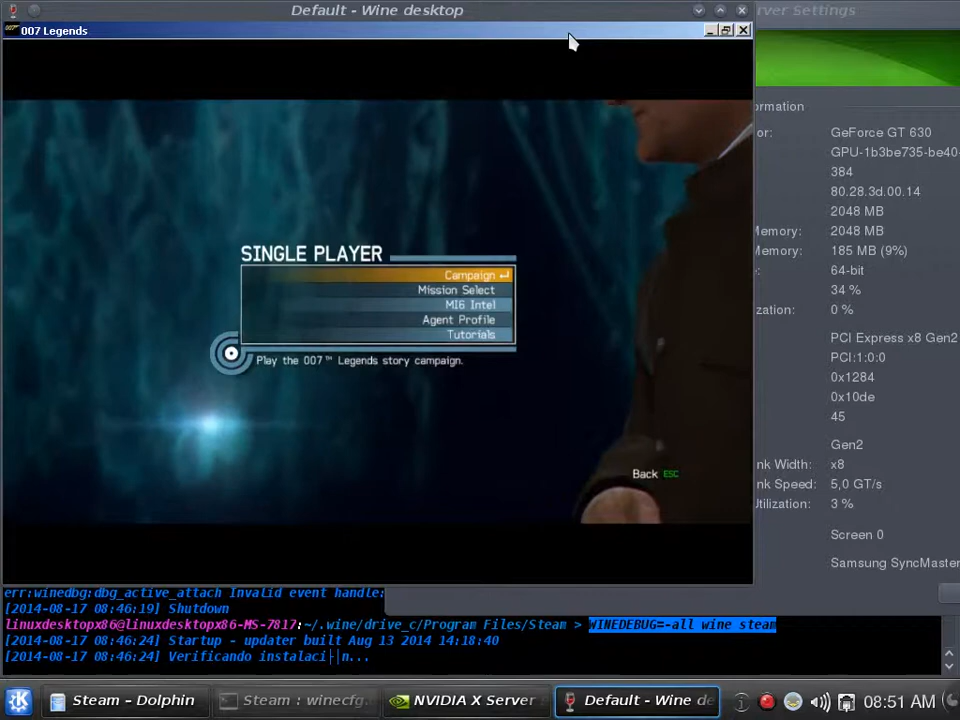 Default - Wine desktop
rver Settings
007 Legends
SINGLE PLAYER
Campaign
Mission Select
MI6 Intel
Agent Profile
Tutorials
Play the 007™ Legends story campaign.
Back ESC
ormation
or: GeForce GT 630
GPU-1b3be735-be40-
384
80.28.3d.00.14
2048 MB
Memory: 2048 MB
Memory: 185 MB (9%)
e: 64-bit
34 %
zation: 0 %
PCI Express x8 Gen2
PCI:1:0:0
0x1284
0x10de
45
Gen2
nk Width: x8
nk Speed: 5,0 GT/s
Utilization: 3 %
Screen 0
Samsung SyncMaste
err:winedbg:dbg_active_attach Invalid event handle:
[2014-08-17 08:46:19] Shutdown
linuxdesktopx86@linuxdesktopx86-MS-7817:~/.wine/drive_c/Program Files/Steam > WINEDEBUG=-all wine steam
[2014-08-17 08:46:24] Startup - updater built Aug 13 2014 14:18:40
[2014-08-17 08:46:24] Verificando instalaci├│n...
Steam - Dolphin
Steam : winecfg
NVIDIA X Server
Default - Wine de
08:51 AM